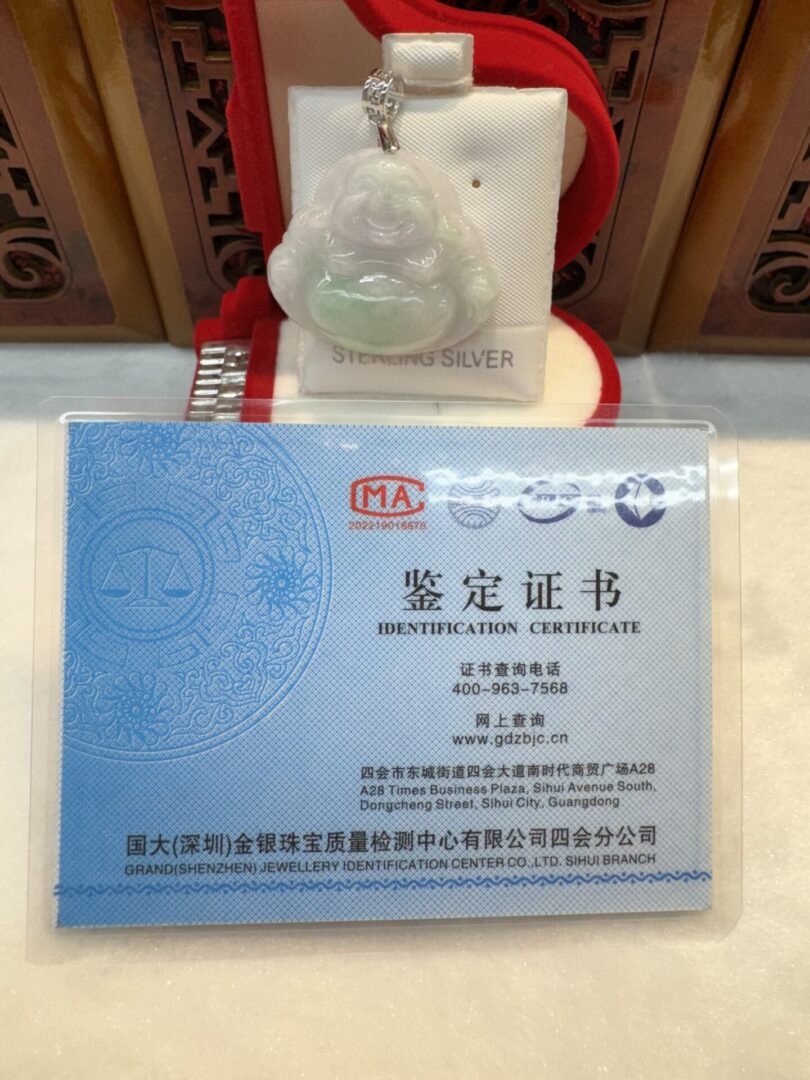 STERLING SILVER
CMA
202219018870
鉴定证书
IDENTIFICATION CERTIFICATE
证书查询电话
400-963-7568
网上查询
www.gdzbjc.cn
四会市东城街道四会大道南时代商贸广场A28
A28 Times Business Plaza, Sihui Avenue South,
Dongcheng Street, Sihui City, Guangdong
国大(深圳)金银珠宝质量检测中心有限公司四会分公司
GRAND(SHENZHEN) JEWELLERY IDENTIFICATION CENTER CO.,LTD. SIHUI BRANCH